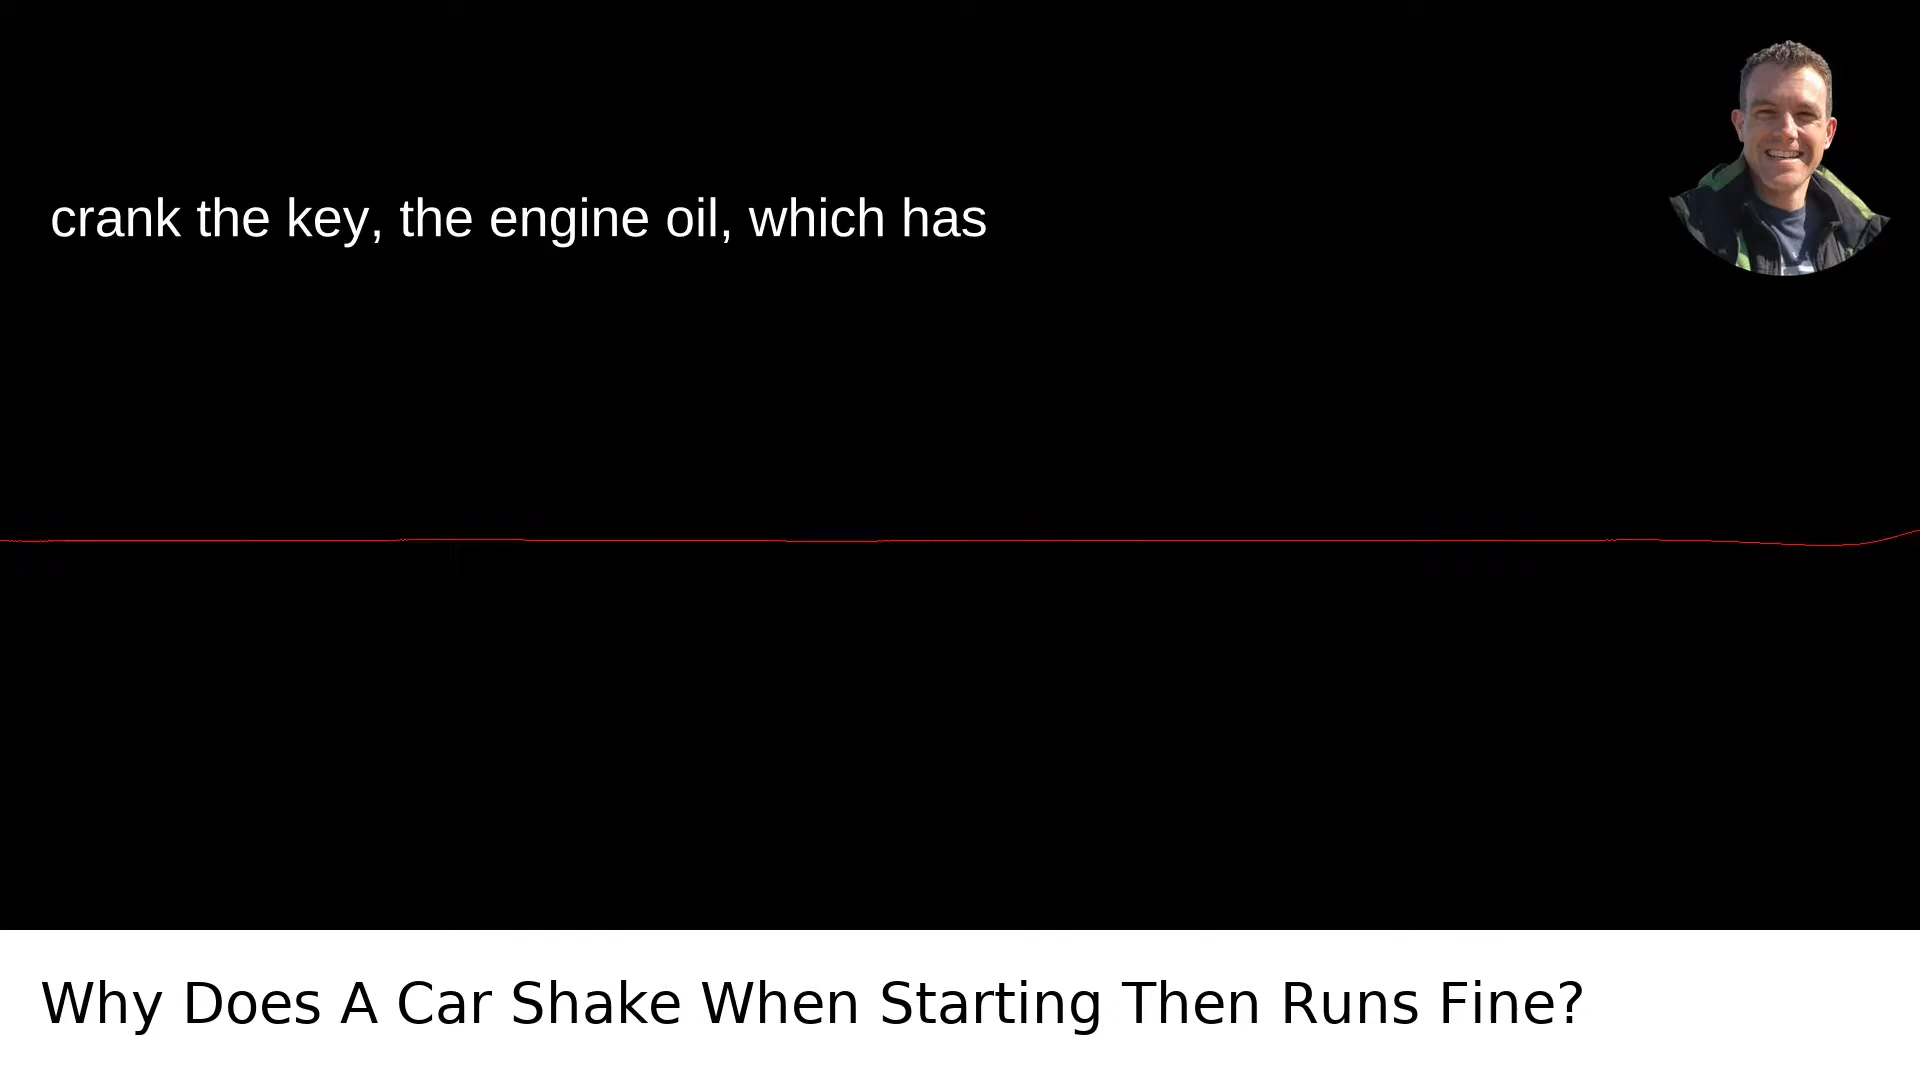 crank the key, the engine oil, which has
Why Does A Car Shake When Starting Then Runs Fine?